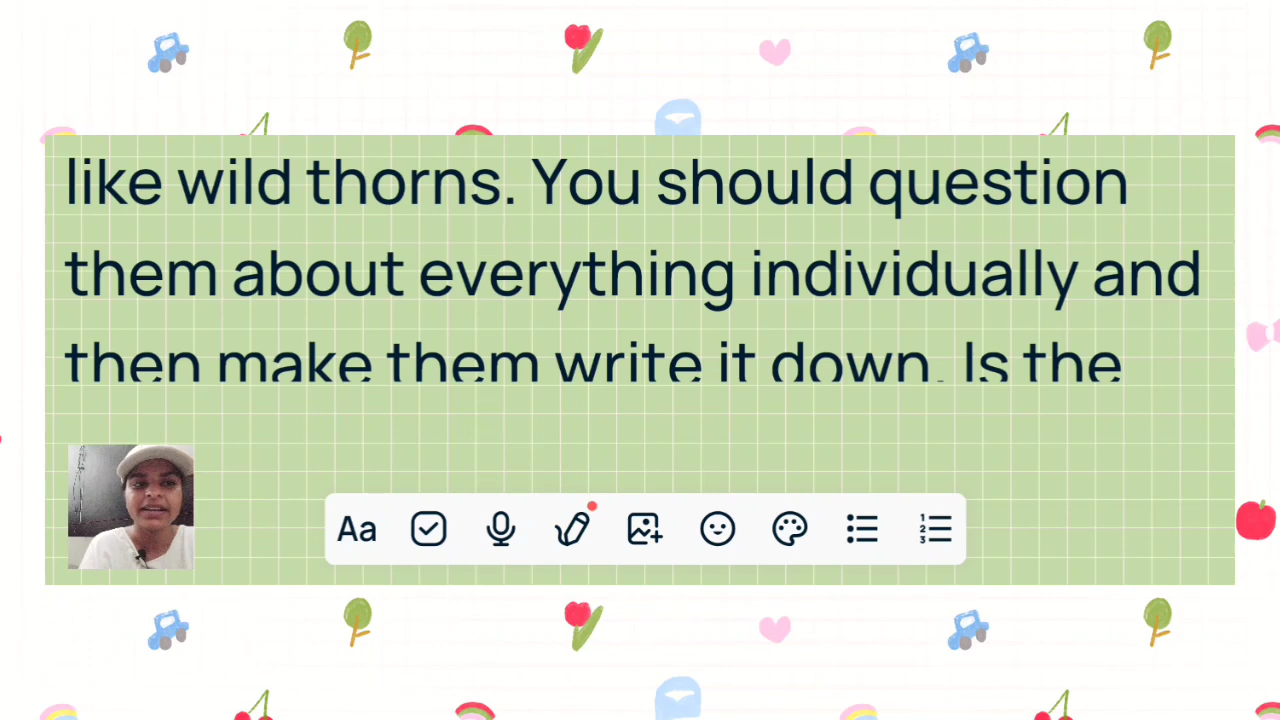 like wild thorns. You should question
them about everything individually and
then make them write it down. Is the
Aa